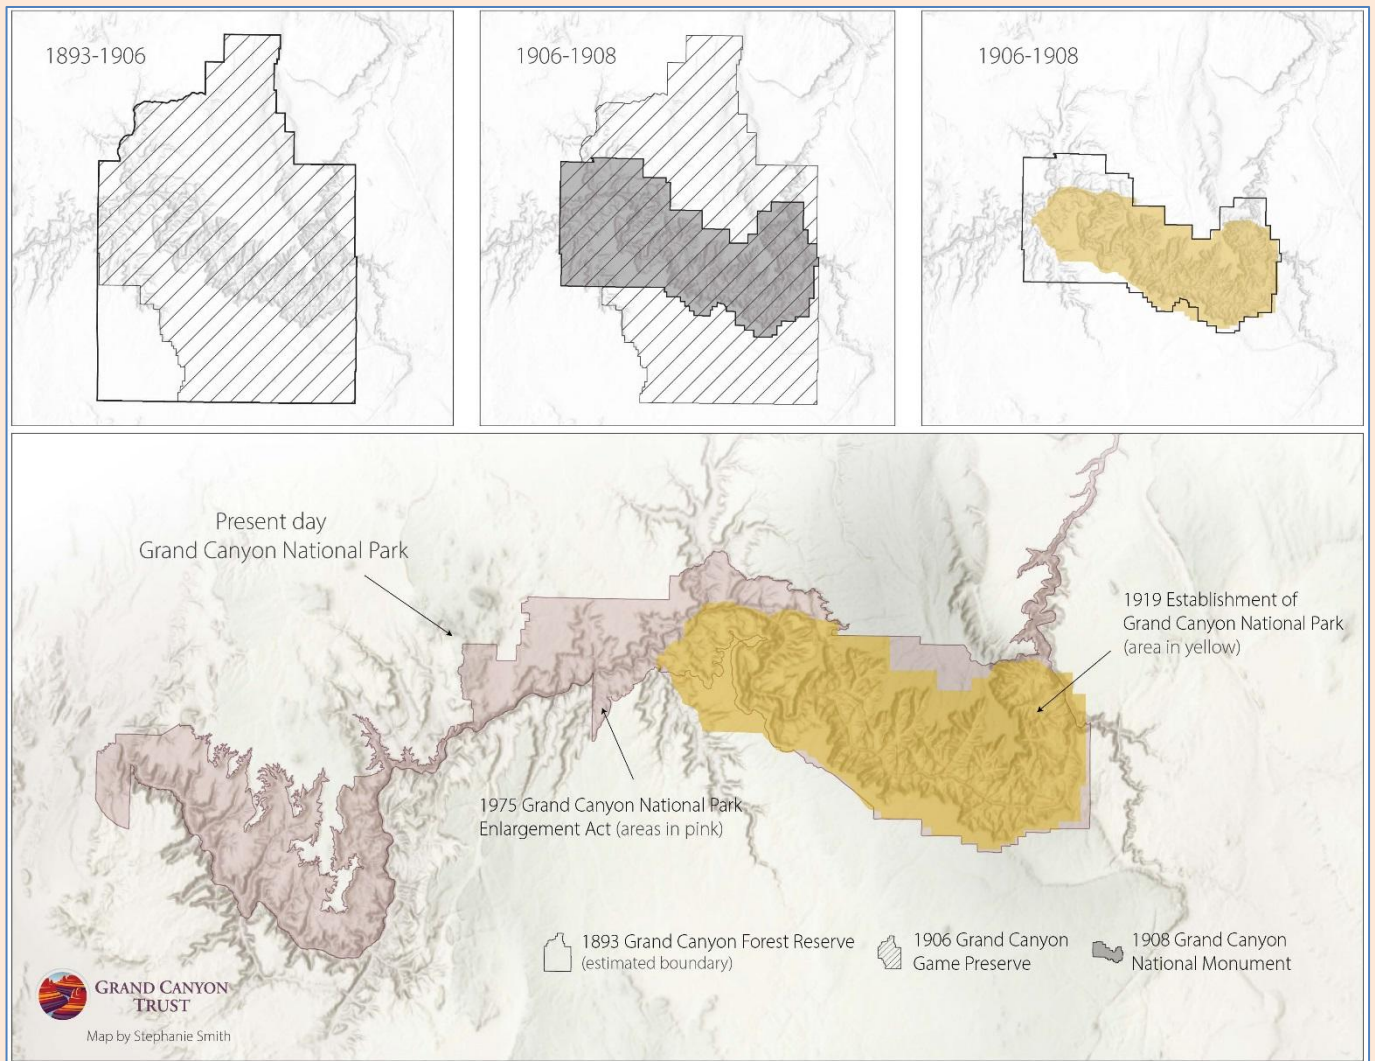 1893-1906
1906-1908
1906-1908
Present day
Grand Canyon National Park
1919 Establishment of
Grand Canyon National Park
(area in yellow)
1975 Grand Canyon National Park
Enlargement Act (areas in pink)
1893 Grand Canyon Forest Reserve
(estimated boundary)
1906 Grand Canyon
Game Preserve
1908 Grand Canyon
National Monument
GRAND CANYON
TRUST
Map by Stephanie Smith